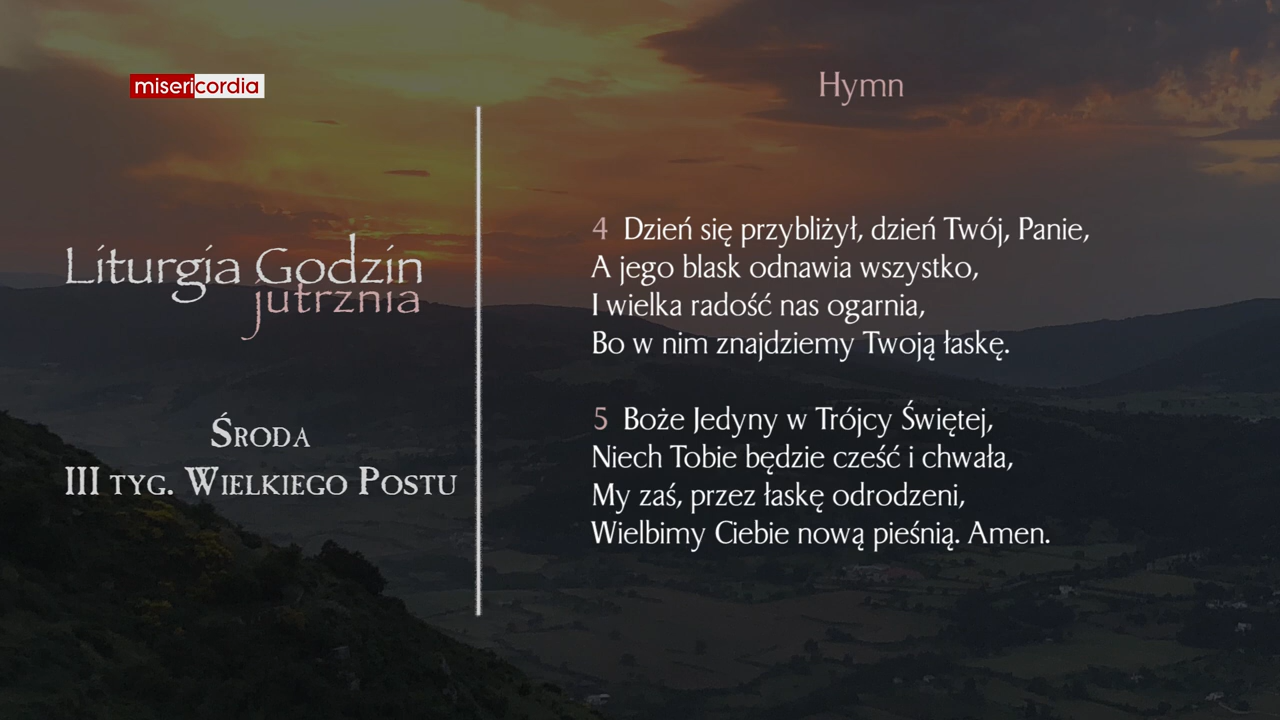 misericordia
Liturgia Godzin
jutrznia
Środa
III tyg. Wielkiego Postu
Hymn
4 Dzień się przybliżył, dzień Twój, Panie,
A jego blask odnawia wszystko,
I wielka radość nas ogarnia,
Bo w nim znajdziemy Twoją łaskę.
5 Boże Jedyny w Trójcy Świętej,
Niech Tobie będzie cześć i chwała,
My zaś, przez łaskę odrodzeni,
Wielbimy Ciebie nową pieśnią. Amen.